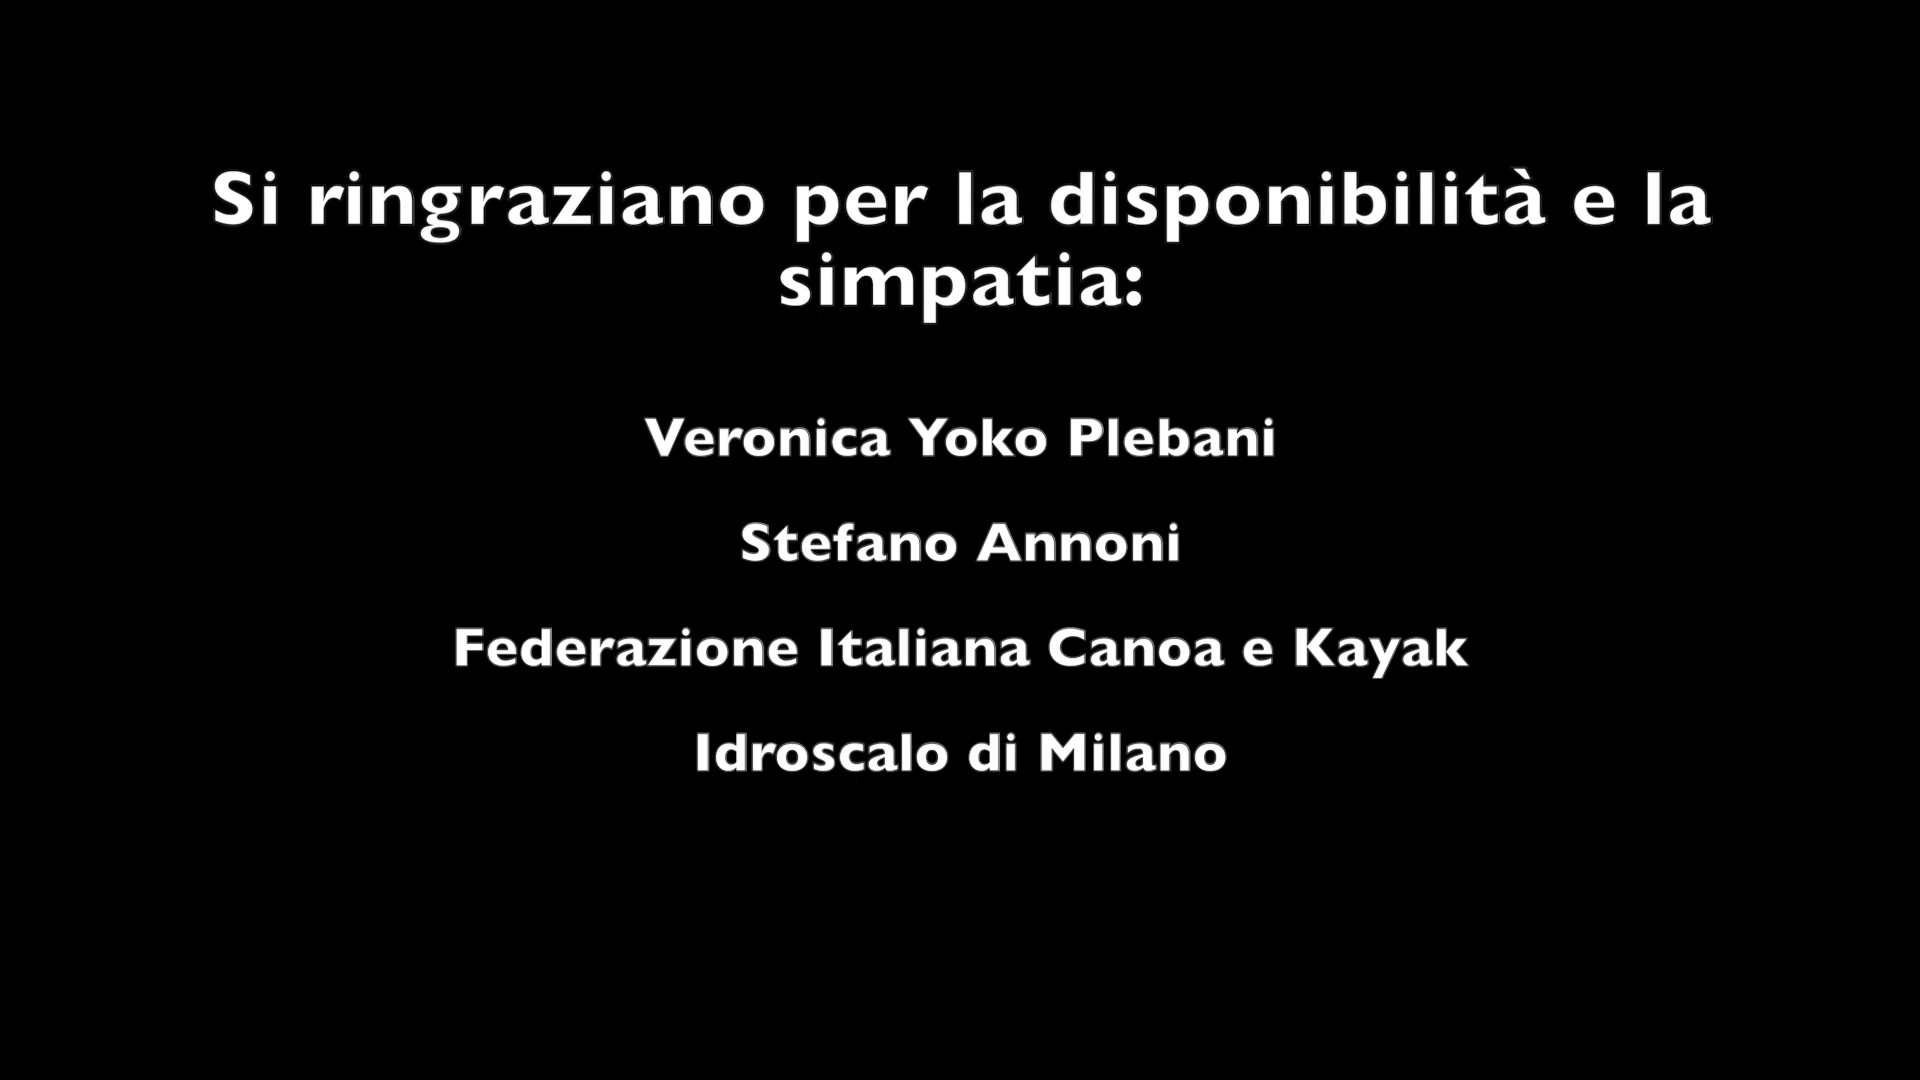 Si ringraziano per la disponibilità e la
simpatia:
Veronica Yoko Plebani
Stefano Annoni
Federazione Italiana Canoa e Kayak
Idroscalo di Milano